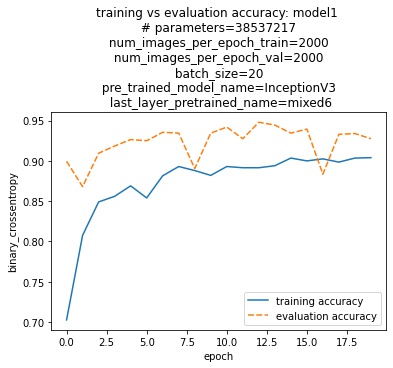 training vs evaluation accuracy: model1
# parameters=38537217
num_images_per_epoch_train=2000
num_images_per_epoch_val=2000
batch_size=20
pre_trained_model_name=InceptionV3
last_layer_pretrained_name=mixed6
0.95
0.90
0.85
0.80
0.75
0.70
binary_crossentropy
training accuracy
evaluation accuracy
0.0 2.5 5.0 7.5 10.0 12.5 15.0 17.5
epoch